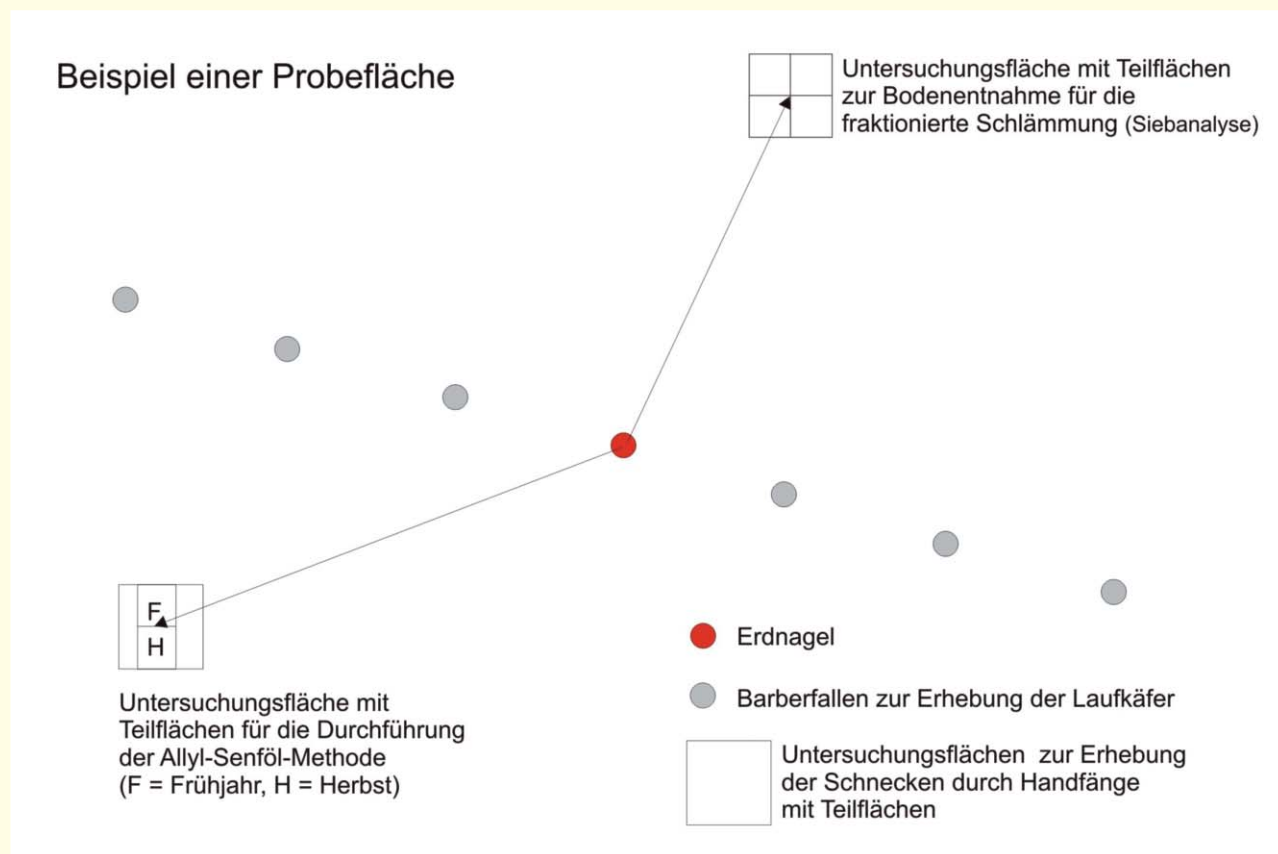 Beispiel einer Probefläche
Untersuchungsfläche mit Teilflächen
zur Bodenentnahme für die
fraktionierte Schlämmung (Siebanalyse)
F
H
Untersuchungsfläche mit
Teilflächen für die Durchführung
der Allyl-Senföl-Methode
(F = Frühjahr, H = Herbst)
Erdnagel
Barberfallen zur Erhebung der Laufkäfer
Untersuchungsflächen zur Erhebung
der Schnecken durch Handfänge
mit Teilflächen